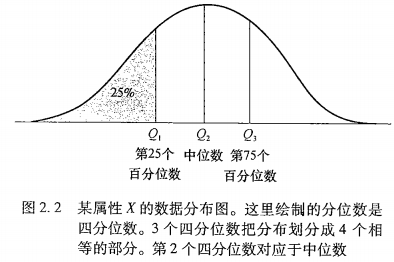 25%
Q₁ Q₂ Q₃
第25个 中位数 第75个
百分位数 百分位数
图2.2 某属性X的数据分布图。这里绘制的分位数是
四分位数。3个四分位数把分布划分成4个相
等的部分。第2个四分位数对应于中位数